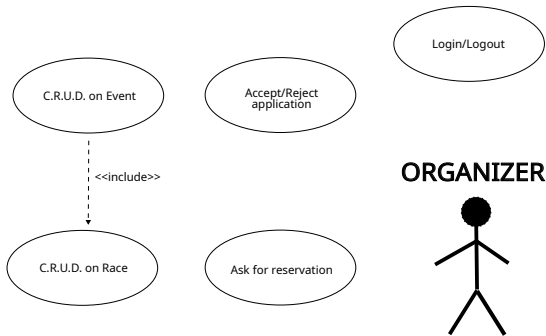 Login/Logout
C.R.U.D. on Event
Accept/Reject
application
<<include>>
ORGANIZER
C.R.U.D. on Race
Ask for reservation